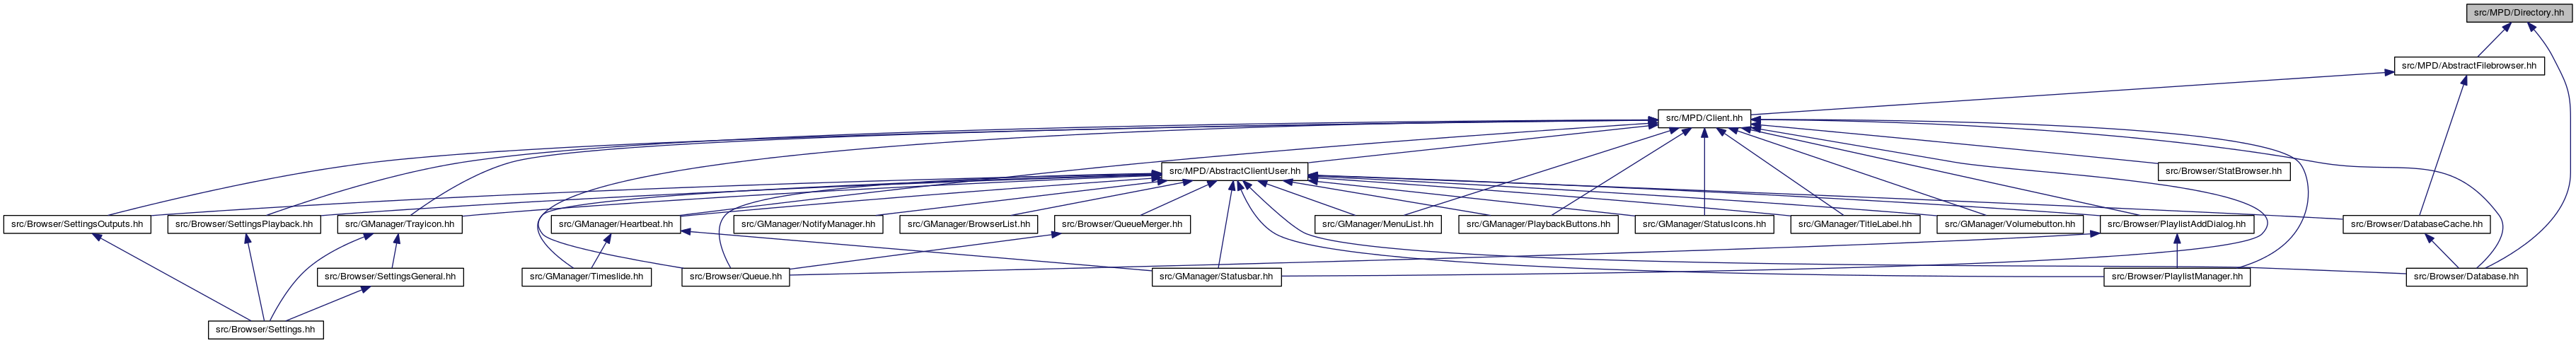 src/MPD/Directory.hh
src/MPD/AbstractFilebrowser.hh
src/MPD/Client.hh
src/MPD/AbstractClientUser.hh
src/Browser/StatBrowser.hh
src/Browser/SettingsOutputs.hh
src/Browser/SettingsPlayback.hh
src/GManager/Trayicon.hh
src/GManager/Heartbeat.hh
src/GManager/NotifyManager.hh
src/GManager/BrowserList.hh
src/Browser/QueueMerger.hh
src/GManager/MenuList.hh
src/GManager/PlaybackButtons.hh
src/GManager/StatusIcons.hh
src/GManager/TitleLabel.hh
src/GManager/Volumebutton.hh
src/Browser/PlaylistAddDialog.hh
src/Browser/DatabaseCache.hh
src/Browser/SettingsGeneral.hh
src/GManager/Timeslide.hh
src/Browser/Queue.hh
src/GManager/Statusbar.hh
src/Browser/PlaylistManager.hh
src/Browser/Database.hh
src/Browser/Settings.hh